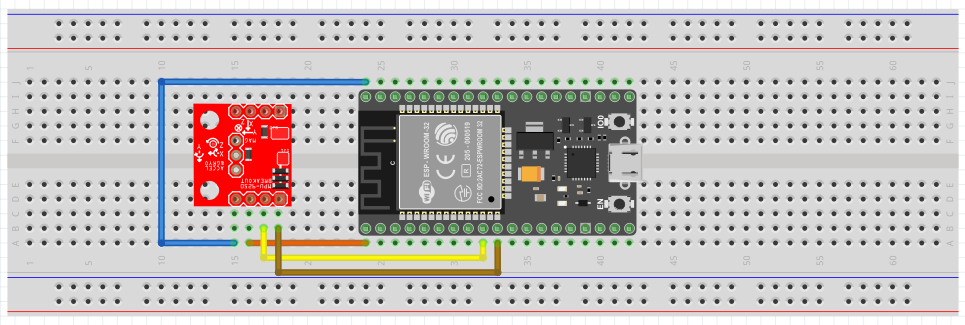 1 5 10 15 20 25 30 35 40 45 50 55 60
J
I
H
G
F
MAG
ACCEL
&GYRO
MPU-9250
BREAKOUT
WiFi
ESP-WROOM-32
CE
R 205-000519
FCC ID:2AC7Z-ESPWROOM32
IO0
EN
E
D
C
B
A
1 5 10 15 20 25 30 35 40 45 50 55 60